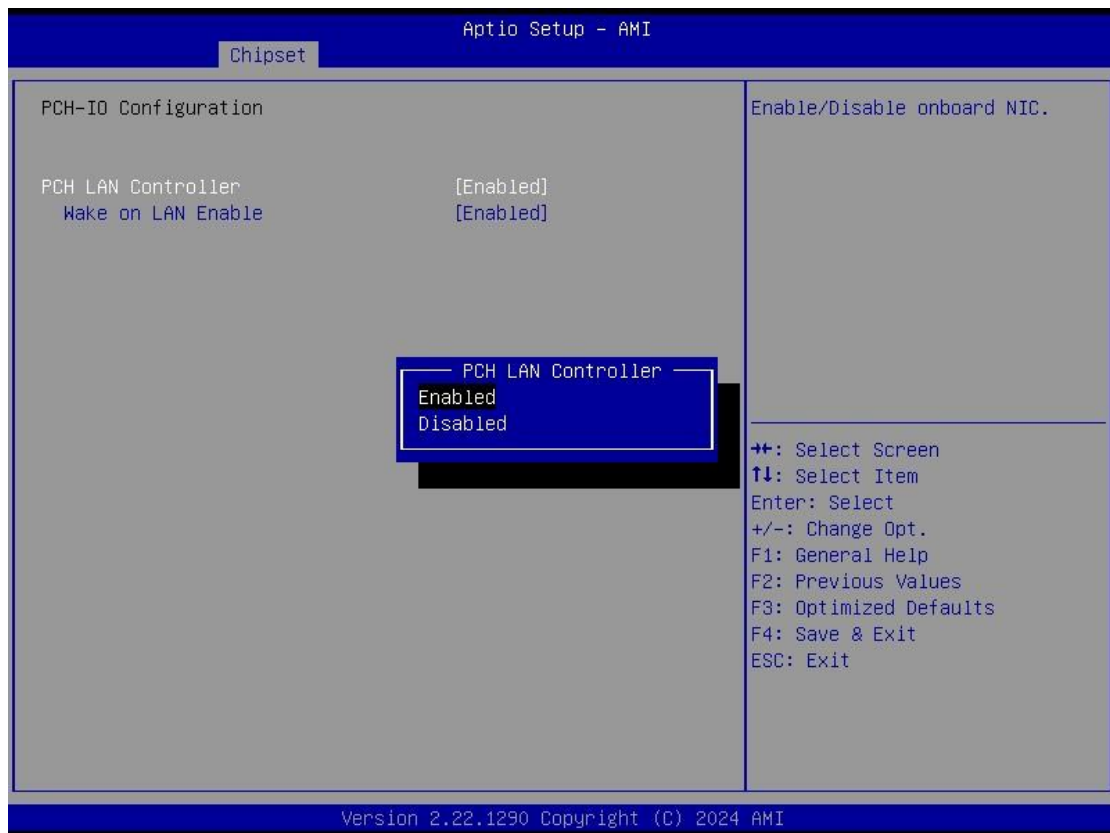 Aptio Setup - AMI
Chipset
PCH-IO Configuration
PCH LAN Controller [Enabled]
Wake on LAN Enable [Enabled]
PCH LAN Controller
Enabled
Disabled
Enable/Disable onboard NIC.
→←: Select Screen
↑↓: Select Item
Enter: Select
+/-: Change Opt.
F1: General Help
F2: Previous Values
F3: Optimized Defaults
F4: Save & Exit
ESC: Exit
Version 2.22.1290 Copyright (C) 2024 AMI